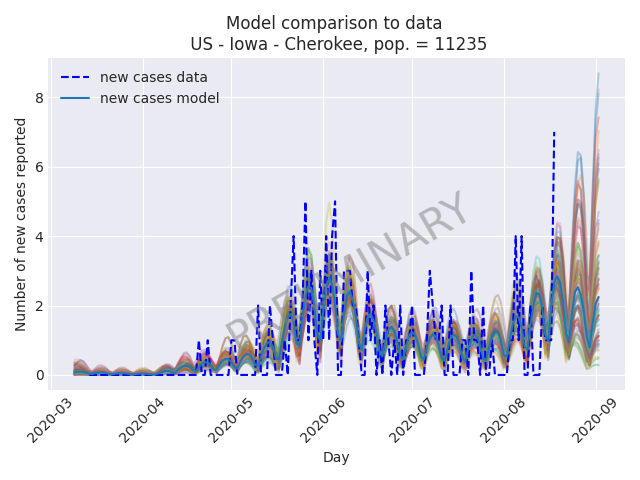 Model comparison to data
US - Iowa - Cherokee, pop. = 11235
new cases data
new cases model
PRELIMINARY
Number of new cases reported
8
6
4
2
0
2020-03
2020-04
2020-05
2020-06
2020-07
2020-08
2020-09
Day